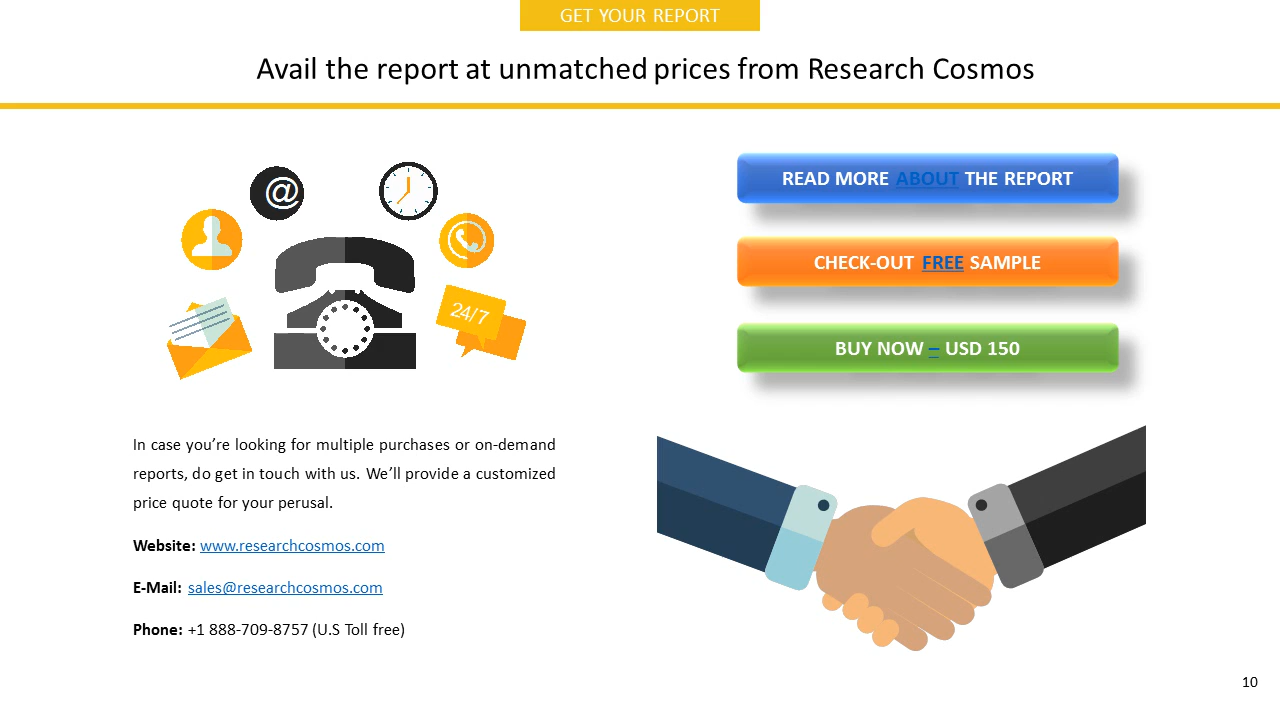 GET YOUR REPORT
Avail the report at unmatched prices from Research Cosmos
@
24/7
READ MORE ABOUT THE REPORT
CHECK-OUT FREE SAMPLE
BUY NOW – USD 150
In case you’re looking for multiple purchases or on-demand
reports, do get in touch with us. We’ll provide a customized
price quote for your perusal.
Website: www.researchcosmos.com
E-Mail: sales@researchcosmos.com
Phone: +1 888-709-8757 (U.S Toll free)
10